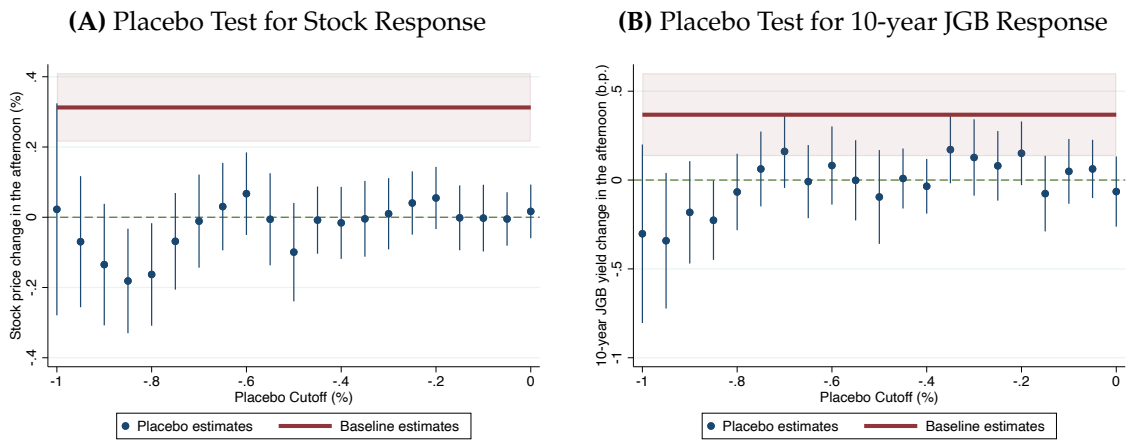 (A) Placebo Test for Stock Response
Stock price change in the afternoon (%)
.4
.2
0
-.2
-.4
-1
-.8
-.6
-.4
-.2
0
Placebo Cutoff (%)
Placebo estimates
Baseline estimates
(B) Placebo Test for 10-year JGB Response
10-year JGB yield change in the afternoon (b.p.)
.5
0
-.5
-1
-1
-.8
-.6
-.4
-.2
0
Placebo Cutoff (%)
Placebo estimates
Baseline estimates